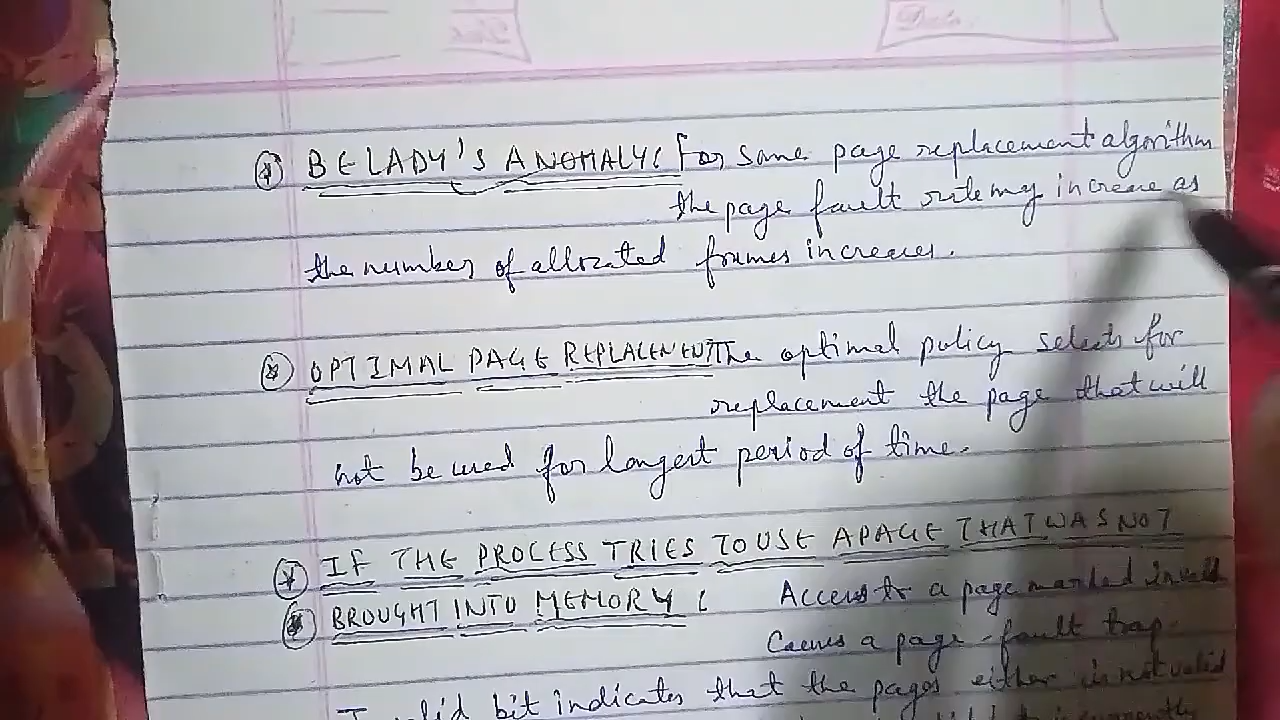 BELADY'S ANOMALY: For some page replacement algorithm
the page fault rate my increase as
the number of allocated frames increases.
OPTIMAL PAGE REPLACEMENT The optimal policy selects for
replacement the page that will
not be used for longest period of time.
IF THE PROCESS TRIES TO USE A PAGE THAT WAS NOT
BROUGHT INTO MEMORY: Access to a page marked invalid
Causes a page-fault trap.
bit indicates that the pages either is not valid